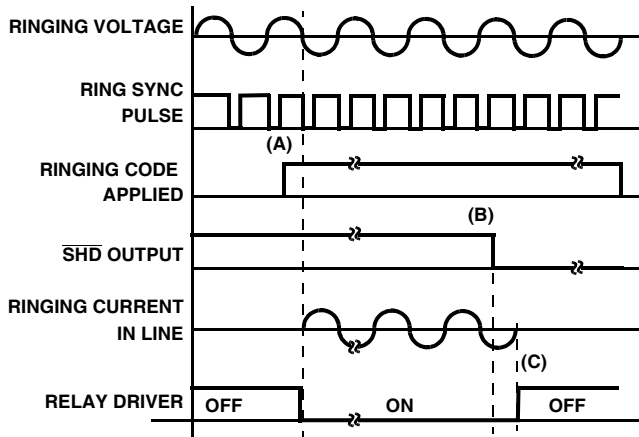 RINGING VOLTAGE
RING SYNC
PULSE
(A)
RINGING CODE
APPLIED
(B)
SHD OUTPUT
RINGING CURRENT
IN LINE
(C)
RELAY DRIVER
OFF
ON
OFF